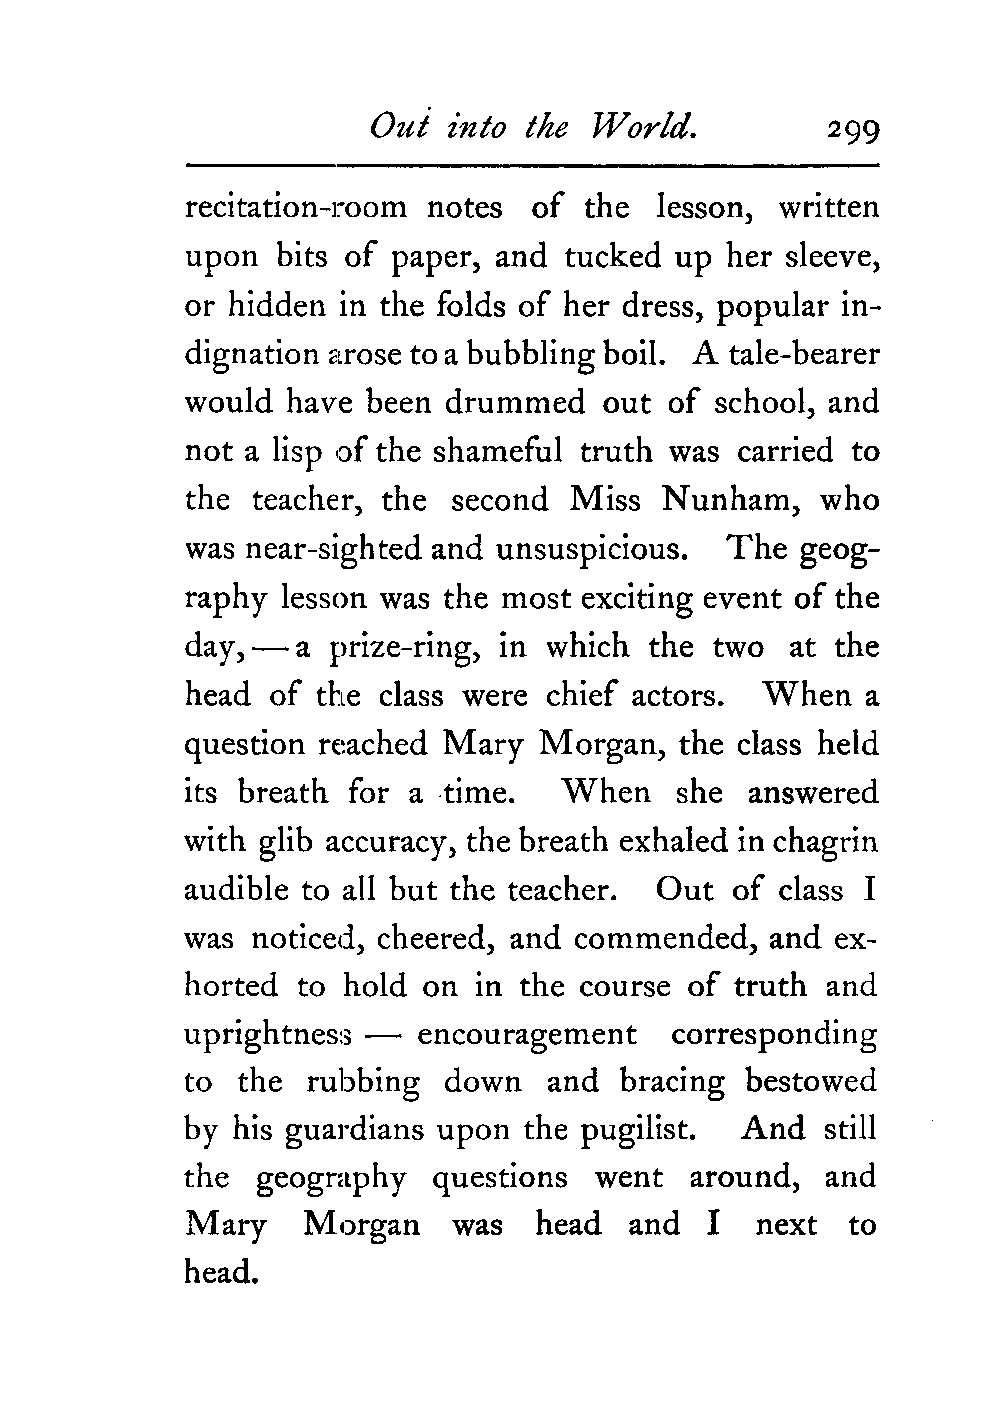 Out into the World. 299
recitation-room notes of the lesson, written
upon bits of paper, and tucked up her sleeve,
or hidden in the folds of her dress, popular in-
dignation arose to a bubbling boil. A tale-bearer
would have been drummed out of school, and
not a lisp of the shameful truth was carried to
the teacher, the second Miss Nunham, who
was near-sighted and unsuspicious. The geog-
raphy lesson was the most exciting event of the
day, — a prize-ring, in which the two at the
head of the class were chief actors. When a
question reached Mary Morgan, the class held
its breath for a time. When she answered
with glib accuracy, the breath exhaled in chagrin
audible to all but the teacher. Out of class I
was noticed, cheered, and commended, and ex-
horted to hold on in the course of truth and
uprightness — encouragement corresponding
to the rubbing down and bracing bestowed
by his guardians upon the pugilist. And still
the geography questions went around, and
Mary Morgan was head and I next to
head.